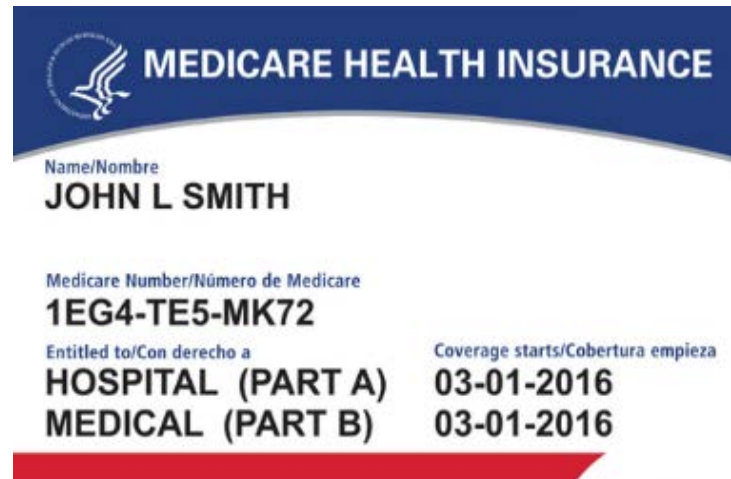 MEDICARE HEALTH INSURANCE
Name/Nombre
JOHN L SMITH
Medicare Number/Número de Medicare
1EG4-TE5-MK72
Entitled to/Con derecho a Coverage starts/Cobertura empieza
HOSPITAL (PART A) 03-01-2016
MEDICAL (PART B) 03-01-2016